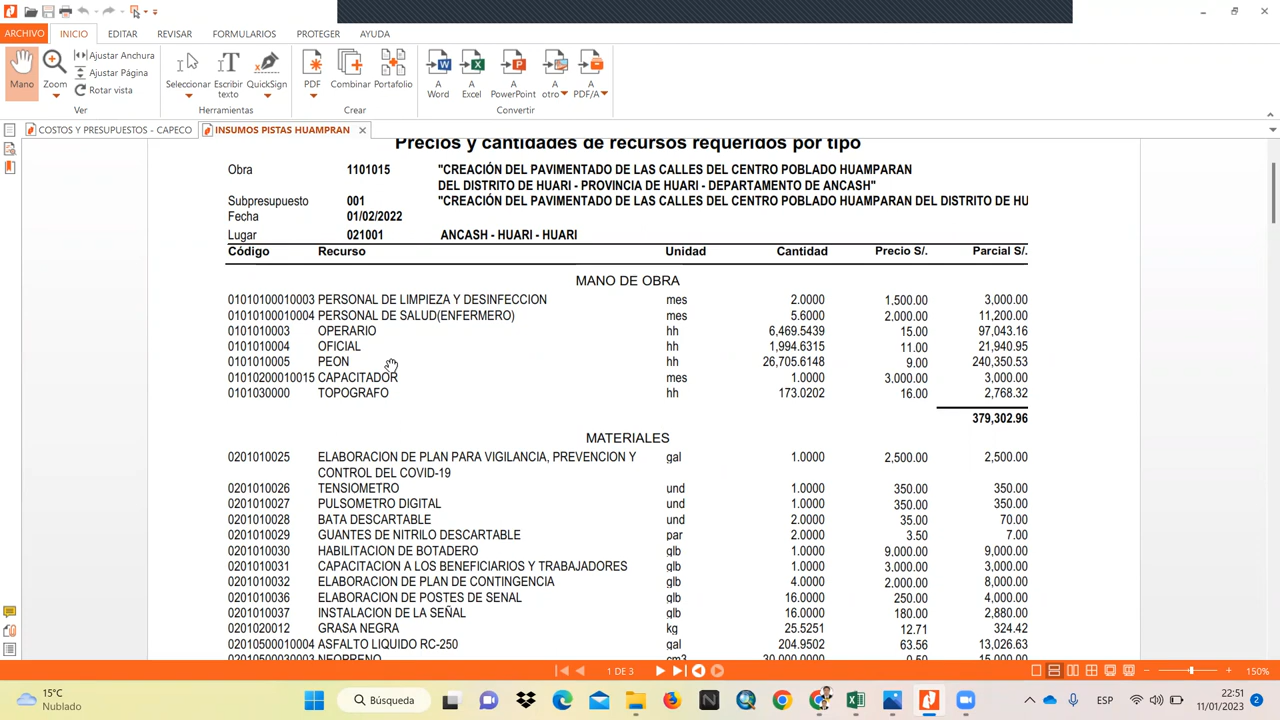 ARCHIVO INICIO EDITAR REVISAR FORMULARIOS PROTEGER AYUDA
Mano
Zoom
Ajustar Anchura
Ajustar Página
Rotar vista
Seleccionar
Escribir texto
QuickSign
PDF
Combinar
Portafolio
A Word
A Excel
A PowerPoint
A otro
A PDF/A
Ver Herramientas Crear Convertir
COSTOS Y PRESUPUESTOS - CAPECO INSUMOS PISTAS HUAMPRAN
Precios y cantidades de recursos requeridos por tipo
Obra 1101015 "CREACIÓN DEL PAVIMENTADO DE LAS CALLES DEL CENTRO POBLADO HUAMPARAN
DEL DISTRITO DE HUARI - PROVINCIA DE HUARI - DEPARTAMENTO DE ANCASH"
Subpresupuesto 001 "CREACIÓN DEL PAVIMENTADO DE LAS CALLES DEL CENTRO POBLADO HUAMPARAN DEL DISTRITO DE HU
Fecha 01/02/2022
Lugar 021001 ANCASH - HUARI - HUARI
Código Recurso Unidad Cantidad Precio S/. Parcial S/.
MANO DE OBRA
01010100010003 PERSONAL DE LIMPIEZA Y DESINFECCION mes 2.0000 1,500.00 3,000.00
01010100010004 PERSONAL DE SALUD(ENFERMERO) mes 5.6000 2,000.00 11,200.00
0101010003 OPERARIO hh 6,469.5439 15.00 97,043.16
0101010004 OFICIAL hh 1,994.6315 11.00 21,940.95
0101010005 PEON hh 26,705.6148 9.00 240,350.53
01010200010015 CAPACITADOR mes 1.0000 3,000.00 3,000.00
0101030000 TOPOGRAFO hh 173.0202 16.00 2,768.32
379,302.96
MATERIALES
0201010025 ELABORACION DE PLAN PARA VIGILANCIA, PREVENCION Y gal 1.0000 2,500.00 2,500.00
CONTROL DEL COVID-19
0201010026 TENSIOMETRO und 1.0000 350.00 350.00
0201010027 PULSOMETRO DIGITAL und 1.0000 350.00 350.00
0201010028 BATA DESCARTABLE und 2.0000 35.00 70.00
0201010029 GUANTES DE NITRILO DESCARTABLE par 2.0000 3.50 7.00
0201010030 HABILITACION DE BOTADERO glb 1.0000 9,000.00 9,000.00
0201010031 CAPACITACION A LOS BENEFICIARIOS Y TRABAJADORES glb 1.0000 3,000.00 3,000.00
0201010032 ELABORACION DE PLAN DE CONTINGENCIA glb 4.0000 2,000.00 8,000.00
0201010036 ELABORACION DE POSTES DE SENAL glb 16.0000 250.00 4,000.00
0201010037 INSTALACION DE LA SEÑAL glb 16.0000 180.00 2,880.00
0201020012 GRASA NEGRA kg 25.5251 12.71 324.42
02010500010004 ASFALTO LIQUIDO RC-250 gal 204.9502 63.56 13,026.63
02010500030003 NEOPRENO cm3 30,000.0000 0.50 15,000.00
1 DE 3 150%
15°C
Nublado
Búsqueda
ESP
22:51
11/01/2023
2